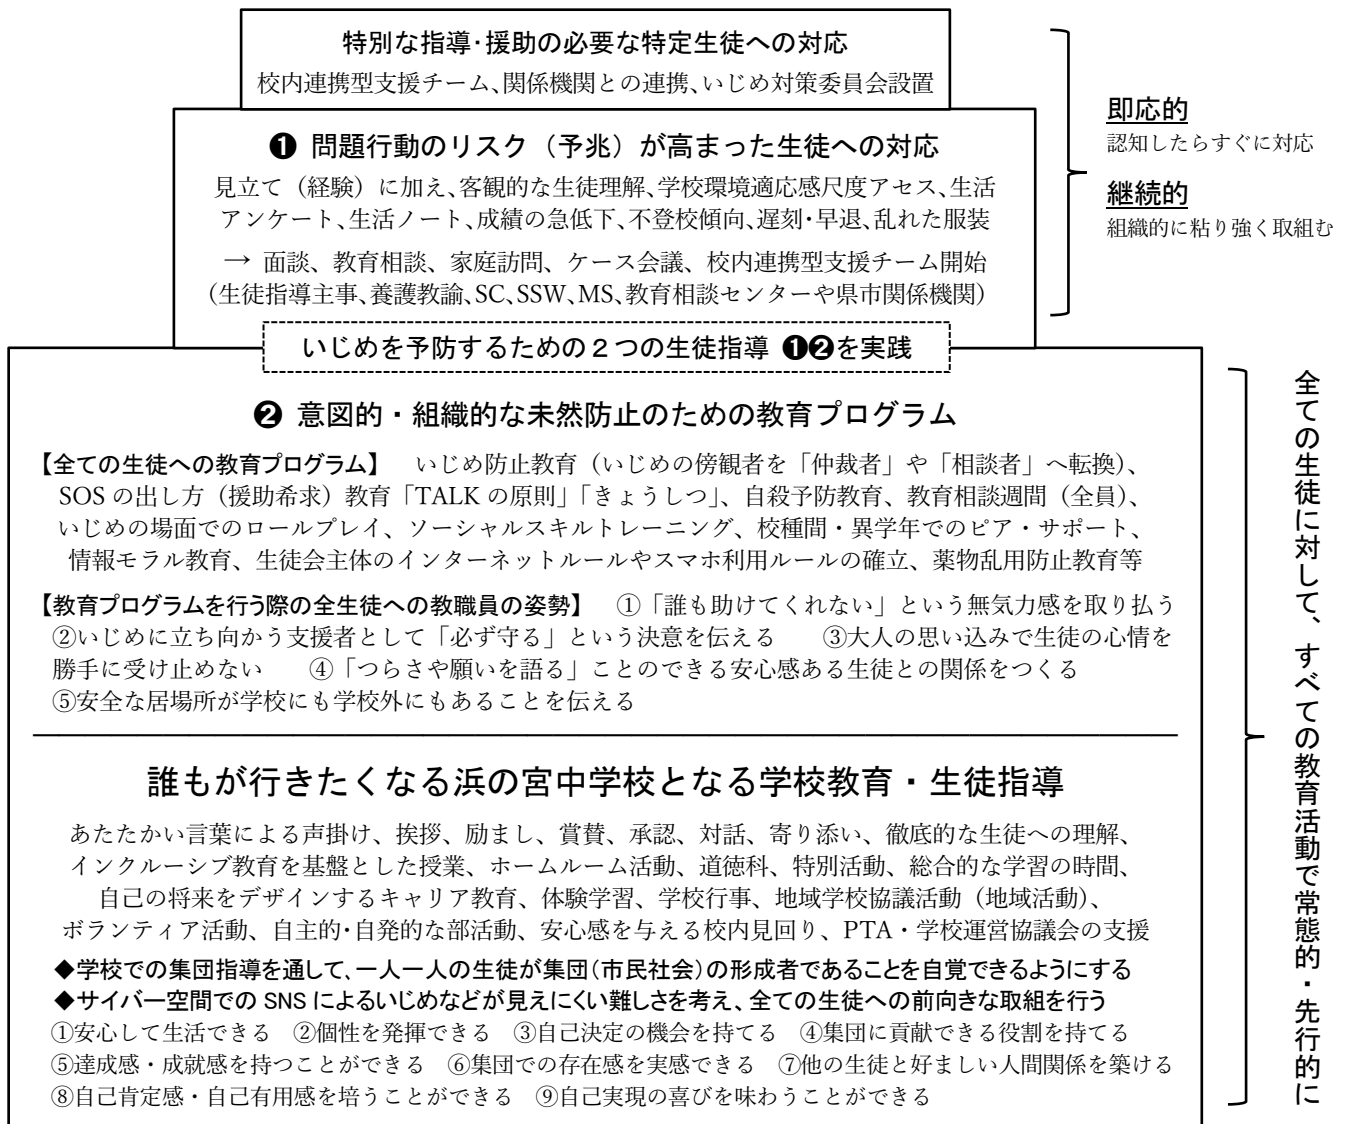 特別な指導･援助の必要な特定生徒への対応
校内連携型支援チーム､関係機関との連携､いじめ対策委員会設置
❶ 問題行動のリスク（予兆）が高まった生徒への対応
見立て（経験）に加え､客観的な生徒理解､学校環境適応感尺度アセス､生活
アンケート､生活ノート､成績の急低下､不登校傾向､遅刻･早退､乱れた服装
→ 面談、教育相談、家庭訪問、ケース会議、校内連携型支援チーム開始
（生徒指導主事､養護教諭､SC､SSW､MS､教育相談センターや県市関係機関）
即応的
認知したらすぐに対応
継続的
組織的に粘り強く取組む
いじめを予防するための２つの生徒指導 ❶❷を実践
❷ 意図的・組織的な未然防止のための教育プログラム
【全ての生徒への教育プログラム】 いじめ防止教育（いじめの傍観者を「仲裁者」や「相談者」へ転換）、
SOS の出し方（援助希求）教育「TALK の原則」「きょうしつ」、自殺予防教育、教育相談週間（全員）、
いじめの場面でのロールプレイ、ソーシャルスキルトレーニング、校種間・異学年でのピア・サポート、
情報モラル教育、生徒会主体のインターネットルールやスマホ利用ルールの確立、薬物乱用防止教育等
【教育プログラムを行う際の全生徒への教職員の姿勢】 ①「誰も助けてくれない」という無気力感を取り払う
②いじめに立ち向かう支援者として「必ず守る」という決意を伝える ③大人の思い込みで生徒の心情を
勝手に受け止めない ④「つらさや願いを語る」ことのできる安心感ある生徒との関係をつくる
⑤安全な居場所が学校にも学校外にもあることを伝える
誰もが行きたくなる浜の宮中学校となる学校教育・生徒指導
あたたかい言葉による声掛け、挨拶、励まし、賞賛、承認、対話、寄り添い、徹底的な生徒への理解、
インクルーシブ教育を基盤とした授業、ホームルーム活動、道徳科、特別活動、総合的な学習の時間、
自己の将来をデザインするキャリア教育、体験学習、学校行事、地域学校協議活動（地域活動）、
ボランティア活動、自主的･自発的な部活動、安心感を与える校内見回り、PTA・学校運営協議会の支援
◆学校での集団指導を通して､一人一人の生徒が集団（市民社会）の形成者であることを自覚できるようにする
◆サイバー空間での SNS によるいじめなどが見えにくい難しさを考え、全ての生徒への前向きな取組を行う
①安心して生活できる ②個性を発揮できる ③自己決定の機会を持てる ④集団に貢献できる役割を持てる
⑤達成感・成就感を持つことができる ⑥集団での存在感を実感できる ⑦他の生徒と好ましい人間関係を築ける
⑧自己肯定感・自己有用感を培うことができる ⑨自己実現の喜びを味わうことができる
全ての生徒に対して、すべての教育活動で常態的・先行的に